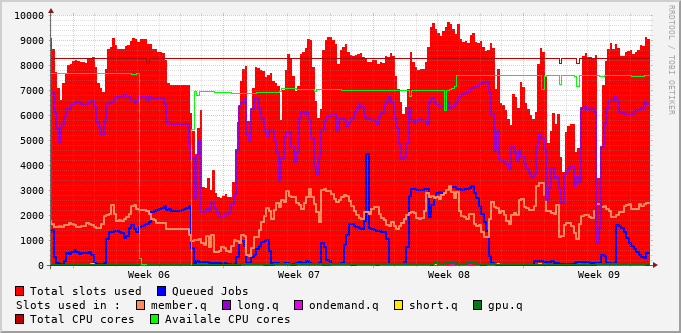 10000
9000
8000
7000
6000
5000
4000
3000
2000
1000
0
Week 06
Week 07
Week 08
Week 09
RRDTOOL / TOBI OETIKER
Total slots used
Queued Jobs
Slots used in :
member.q
long.q
ondemand.q
short.q
gpu.q
Total CPU cores
Availale CPU cores